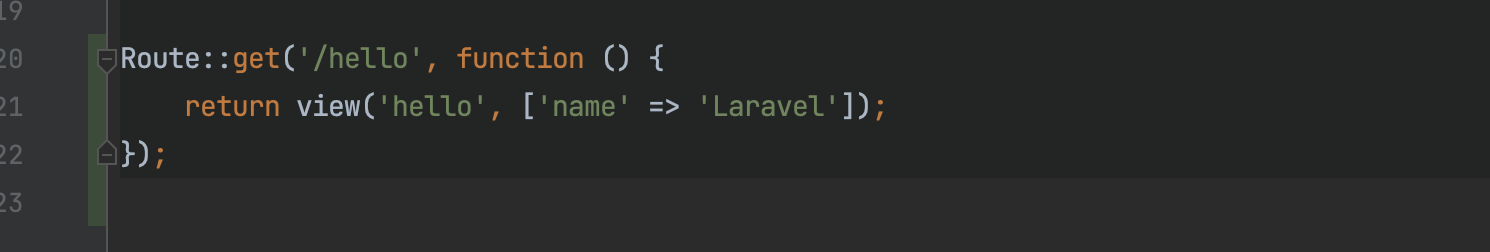 19
20 Route::get('/hello', function () {
21     return view('hello', ['name' => 'Laravel']);
22 });
23